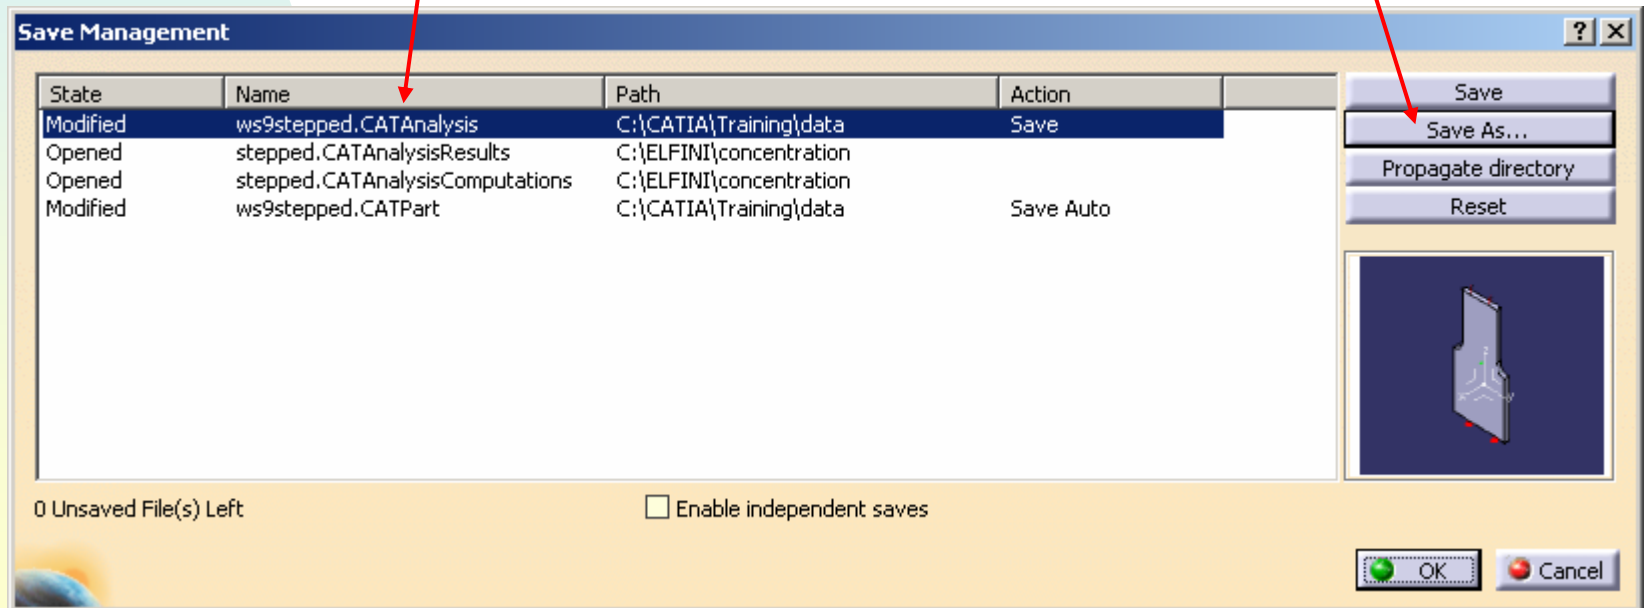 Save Management
State Name Path Action
Modified ws9stepped.CATAnalysis C:\CATIA\Training\data Save
Opened stepped.CATAnalysisResults C:\ELFINI\concentration
Opened stepped.CATAnalysisComputations C:\ELFINI\concentration
Modified ws9stepped.CATPart C:\CATIA\Training\data Save Auto
Save
Save As...
Propagate directory
Reset
0 Unsaved File(s) Left
Enable independent saves
OK
Cancel